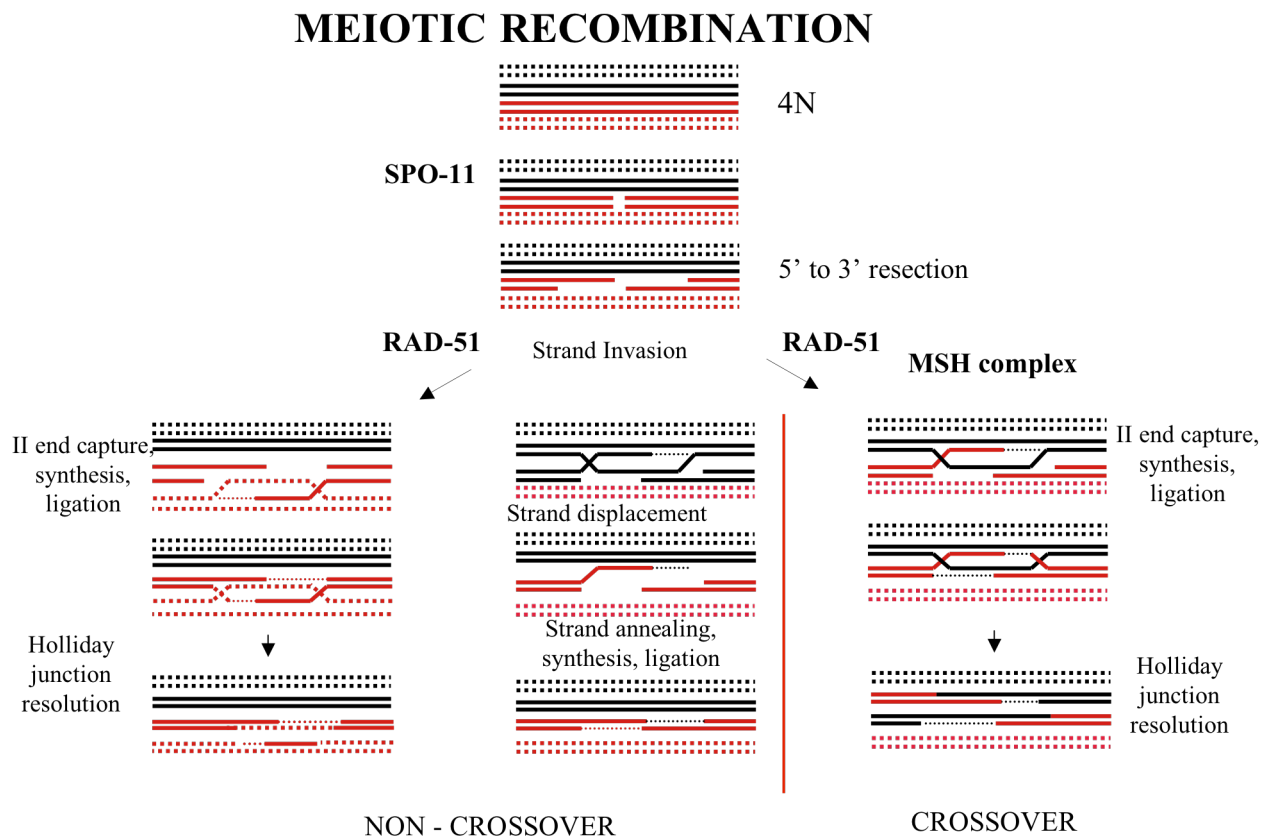 MEIOTIC RECOMBINATION
4N
SPO-11
5’ to 3’ resection
RAD-51
Strand Invasion
RAD-51
MSH complex
II end capture,
synthesis,
ligation
Strand displacement
Strand annealing,
synthesis, ligation
II end capture,
synthesis,
ligation
Holliday
junction
resolution
Holliday
junction
resolution
NON - CROSSOVER
CROSSOVER